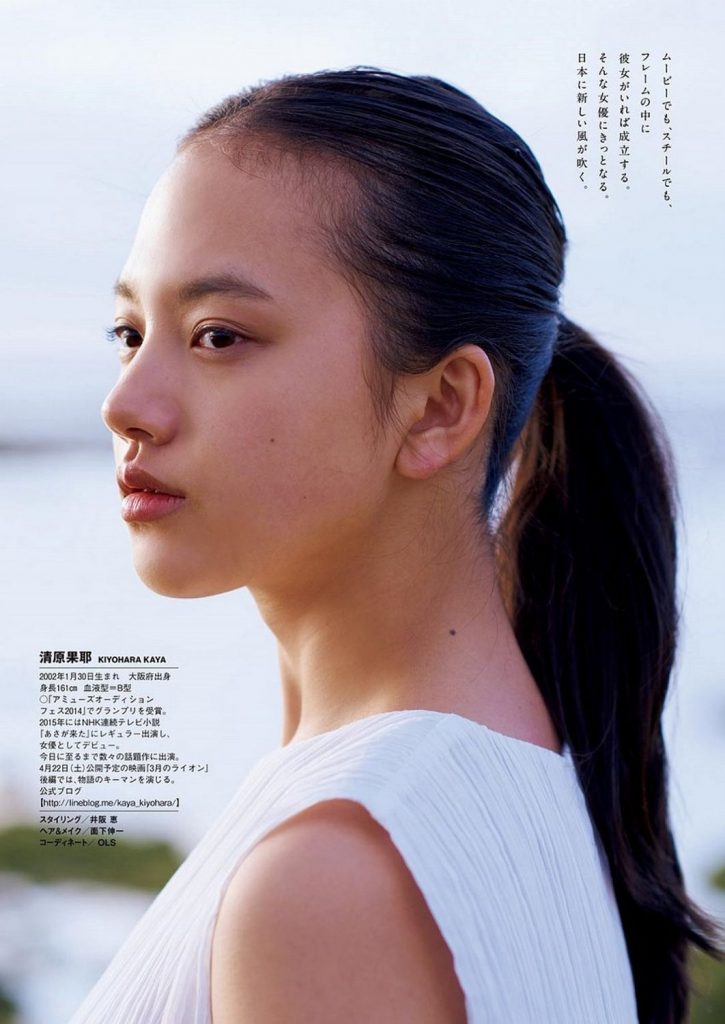 ムービーでも、スチールでも、
フレームの中に
彼女がいれば成立する。
そんな女優にきっとなる。
日本に新しい風が吹く。
清原果耶 KIYOHARA KAYA
2002年1月30日生まれ　大阪府出身
身長161㎝　血液型＝B型
○「アミューズオーディション
フェス2014」でグランプリを受賞。
2015年にはNHK連続テレビ小説
「あさが来た」にレギュラー出演し、
女優としてデビュー。
今日に至るまで数々の話題作に出演。
4月22日（土）公開予定の映画「3月のライオン」
後編では、物語のキーマンを演じる。
公式ブログ
【http://lineblog.me/kaya_kiyohara/】
スタイリング／井阪 恵
ヘア&メイク／面下伸一
コーディネート／OLS